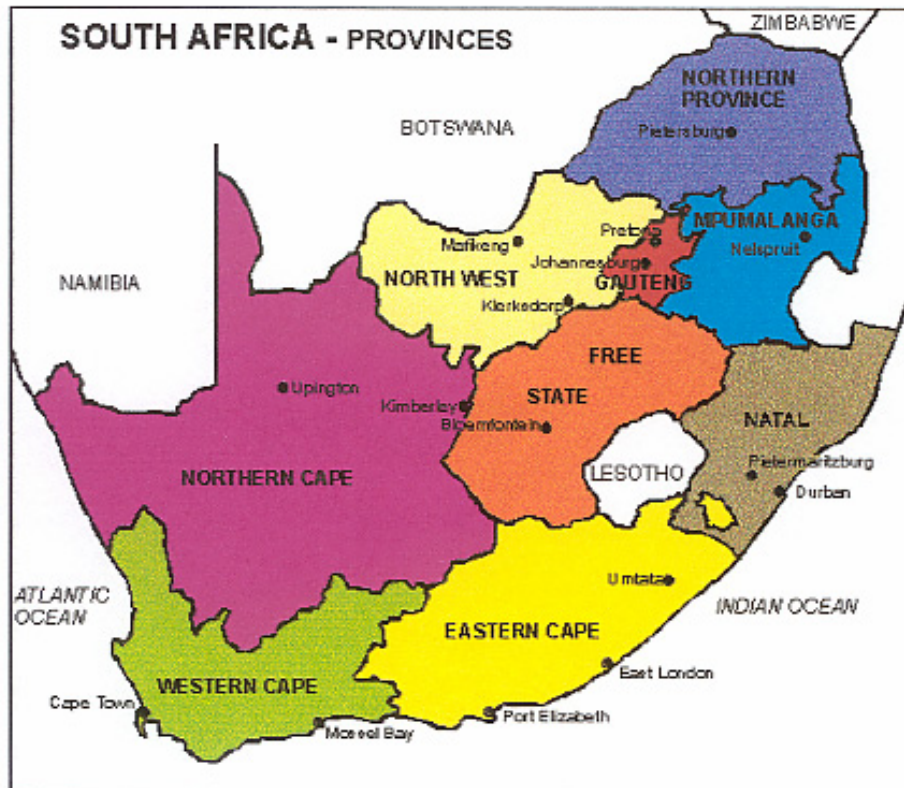 SOUTH AFRICA - PROVINCES
ZIMBABWE
NORTHERN
PROVINCE
BOTSWANA
Pietersburg
MPUMALANGA
Pretoria
Nelspruit
Mafikeng
Johannesburg
NAMIBIA
NORTH WEST
GAUTENG
Klerksdorp
FREE
STATE
Upington
Kimberley
Bloemfontein
NATAL
LESOTHO
Pietermaritzburg
NORTHERN CAPE
Durban
Umtata
ATLANTIC
OCEAN
INDIAN OCEAN
EASTERN CAPE
East London
WESTERN CAPE
Cape Town
Port Elizabeth
Mossel Bay